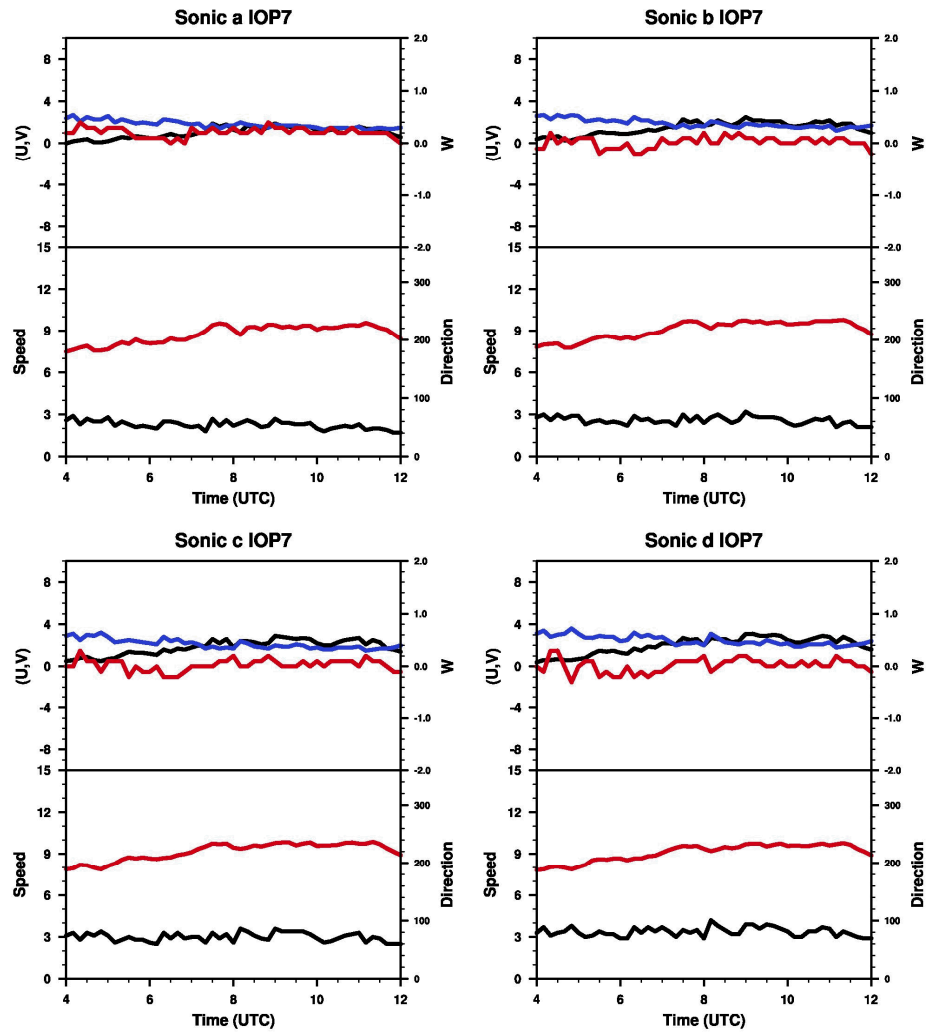 Sonic a IOP7
8
4
0
-4
-8
(U,V)
2.0
1.0
0.0
-1.0
-2.0
W
15
12
9
6
3
0
Speed
300
200
100
0
Direction
4 6 8 10 12
Time (UTC)
Sonic b IOP7
8
4
0
-4
-8
(U,V)
2.0
1.0
0.0
-1.0
-2.0
W
15
12
9
6
3
0
Speed
300
200
100
0
Direction
4 6 8 10 12
Time (UTC)
Sonic c IOP7
8
4
0
-4
-8
(U,V)
2.0
1.0
0.0
-1.0
-2.0
W
15
12
9
6
3
0
Speed
300
200
100
0
Direction
4 6 8 10 12
Time (UTC)
Sonic d IOP7
8
4
0
-4
-8
(U,V)
2.0
1.0
0.0
-1.0
-2.0
W
15
12
9
6
3
0
Speed
300
200
100
0
Direction
4 6 8 10 12
Time (UTC)